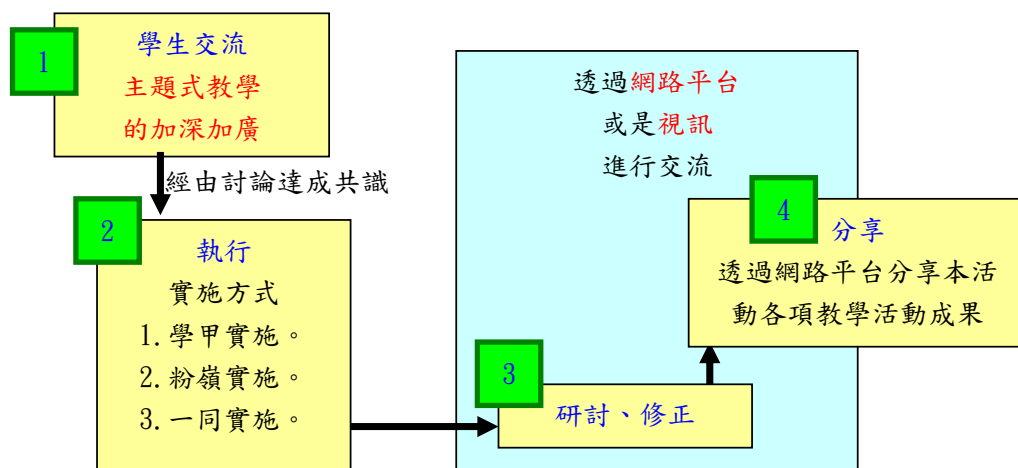 1
學生交流
主題式教學
的加深加廣
經由討論達成共識
2
執行
實施方式
1.學甲實施。
2.粉嶺實施。
3.一同實施。
透過網路平台
或是視訊
進行交流
3
研討、修正
4
分享
透過網路平台分享本活
動各項教學活動成果